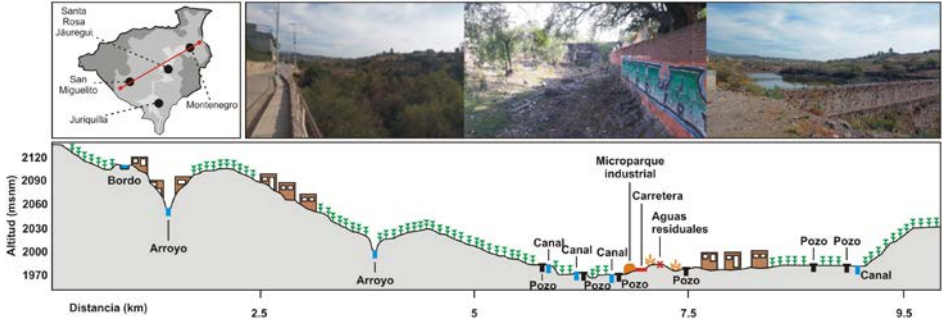 Santa
Rosa
Jáuregui
San
Miguelito
Juriquilla
Montenegro
Altitud (msnm)
2120
2090
2060
2030
2000
1970
Bordo
Arroyo
Arroyo
Microparque
industrial
Carretera
Aguas
residuales
Canal
Canal
Canal
Pozo
Pozo
Pozo
Pozo
Pozo
Pozo
Canal
Distancia (km)
2.5
5
7.5
9.5